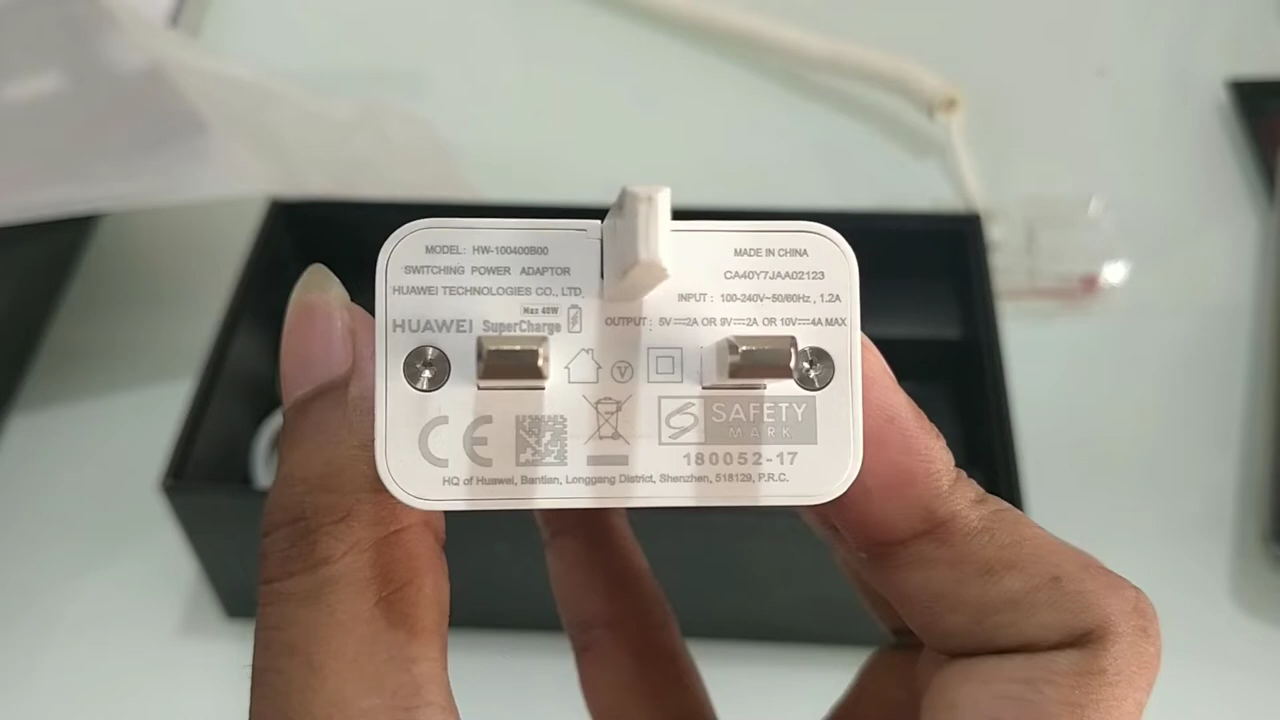 MODEL: HW-100400B00
SWITCHING POWER ADAPTOR
HUAWEI TECHNOLOGIES CO., LTD.
HUAWEI SuperCharge
Max 40W
MADE IN CHINA
CA40Y7JAA02123
INPUT: 100-240V~50/60Hz, 1.2A
OUTPUT: 5V⎓2A OR 9V⎓2A OR 10V⎓4A MAX
V
CE
SAFETY
MARK
180052-17
HQ of Huawei, Bantian, Longgang District, Shenzhen, 518129, P.R.C.